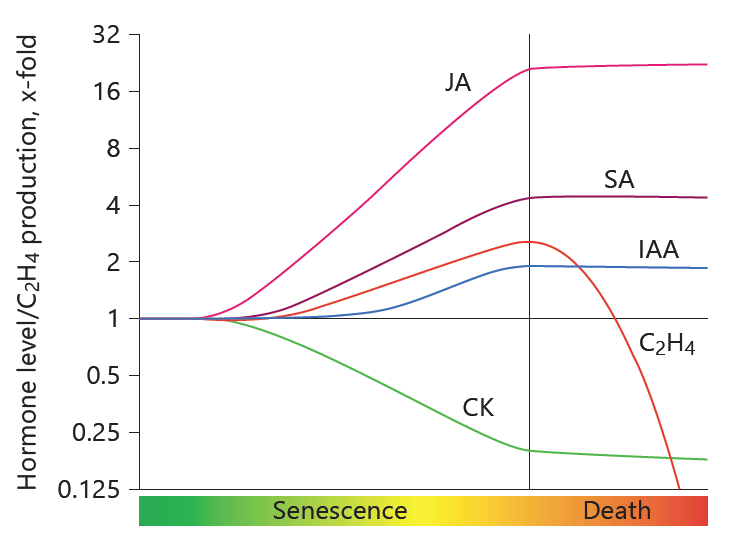 Hormone level/C₂H₄ production, x-fold
32
16
8
4
2
1
0.5
0.25
0.125
JA
SA
IAA
C₂H₄
CK
Senescence
Death